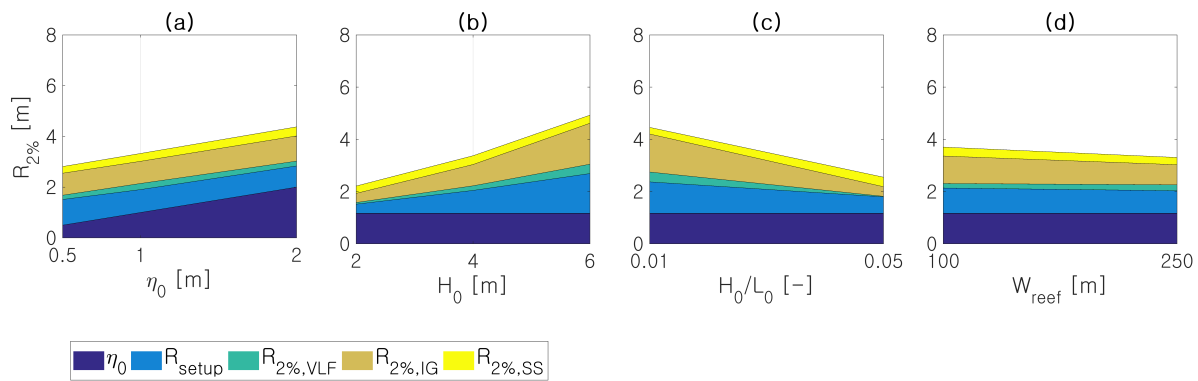 (a) (b) (c) (d)
8 8 8 8
6 6 6 6
4 4 4 4
2 2 2 2
0 0 0 0
R2% [m]
0.5 1 2 2 4 6 0.01 0.05 100 250
η0 [m] H0 [m] H0/L0 [-] Wreef [m]
η0 Rsetup R2%,VLF R2%,IG R2%,SS